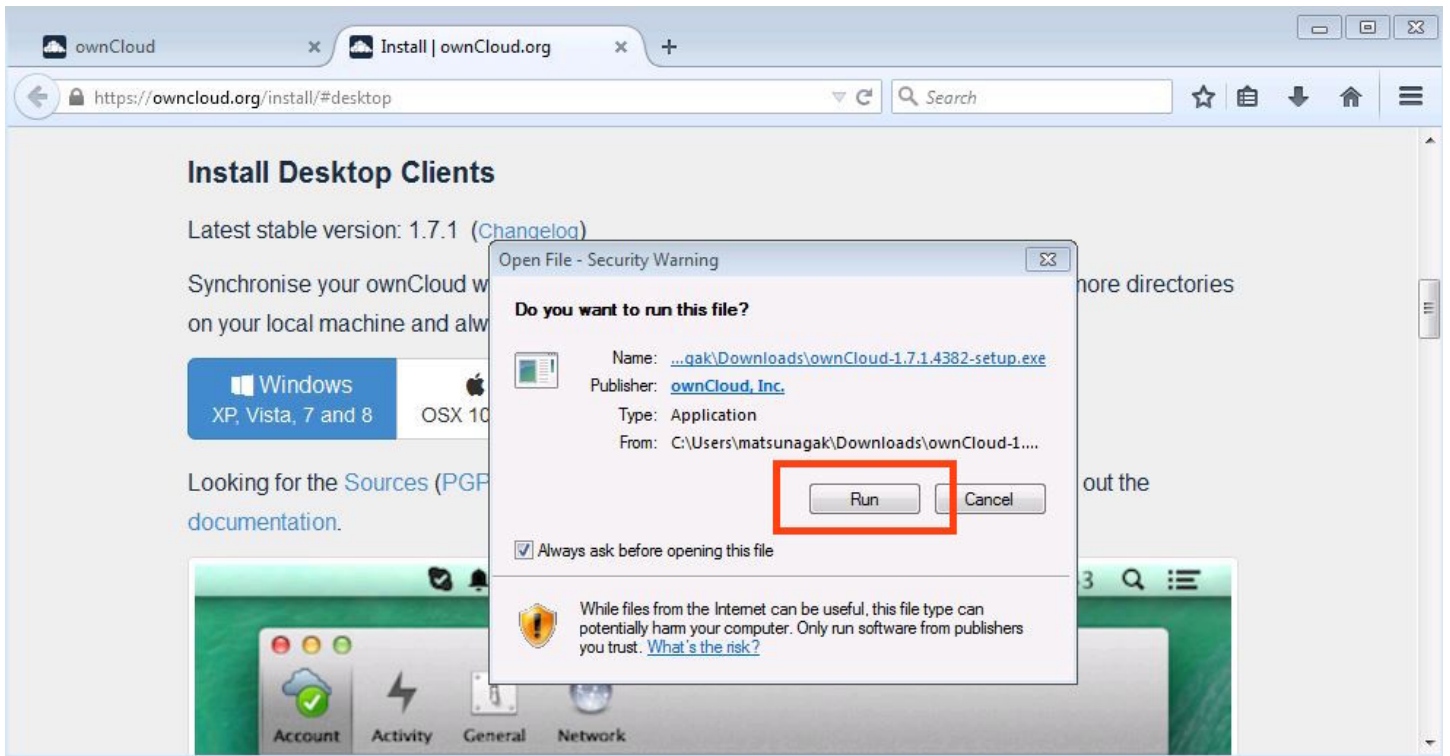 ownCloud
Install | ownCloud.org
https://owncloud.org/install/#desktop
Search
Install Desktop Clients
Latest stable version: 1.7.1 (Changelog)
Synchronise your ownCloud w
nore directories
on your local machine and alw
Windows
XP, Vista, 7 and 8
OSX 10
Looking for the Sources (PGP
out the
documentation.
Open File - Security Warning
Do you want to run this file?
Name: ...gak\Downloads\ownCloud-1.7.1.4382-setup.exe
Publisher: ownCloud, Inc.
Type: Application
From: C:\Users\matsunagak\Downloads\ownCloud-1....
Run
Cancel
Always ask before opening this file
While files from the Internet can be useful, this file type can
potentially harm your computer. Only run software from publishers
you trust. What's the risk?
3
Account
Activity
General
Network